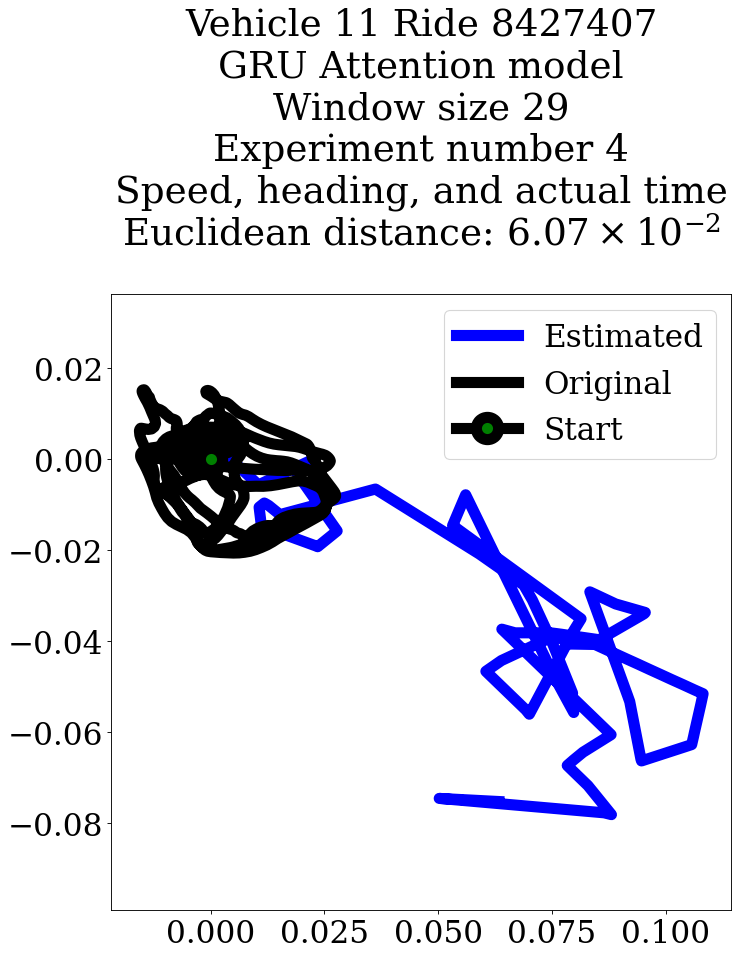 Vehicle 11 Ride 8427407
GRU Attention model
Window size 29
Experiment number 4
Speed, heading, and actual time
Euclidean distance: 6.07 × 10⁻²
Estimated
Original
Start
0.02
0.00
−0.02
−0.04
−0.06
−0.08
0.000 0.025 0.050 0.075 0.100